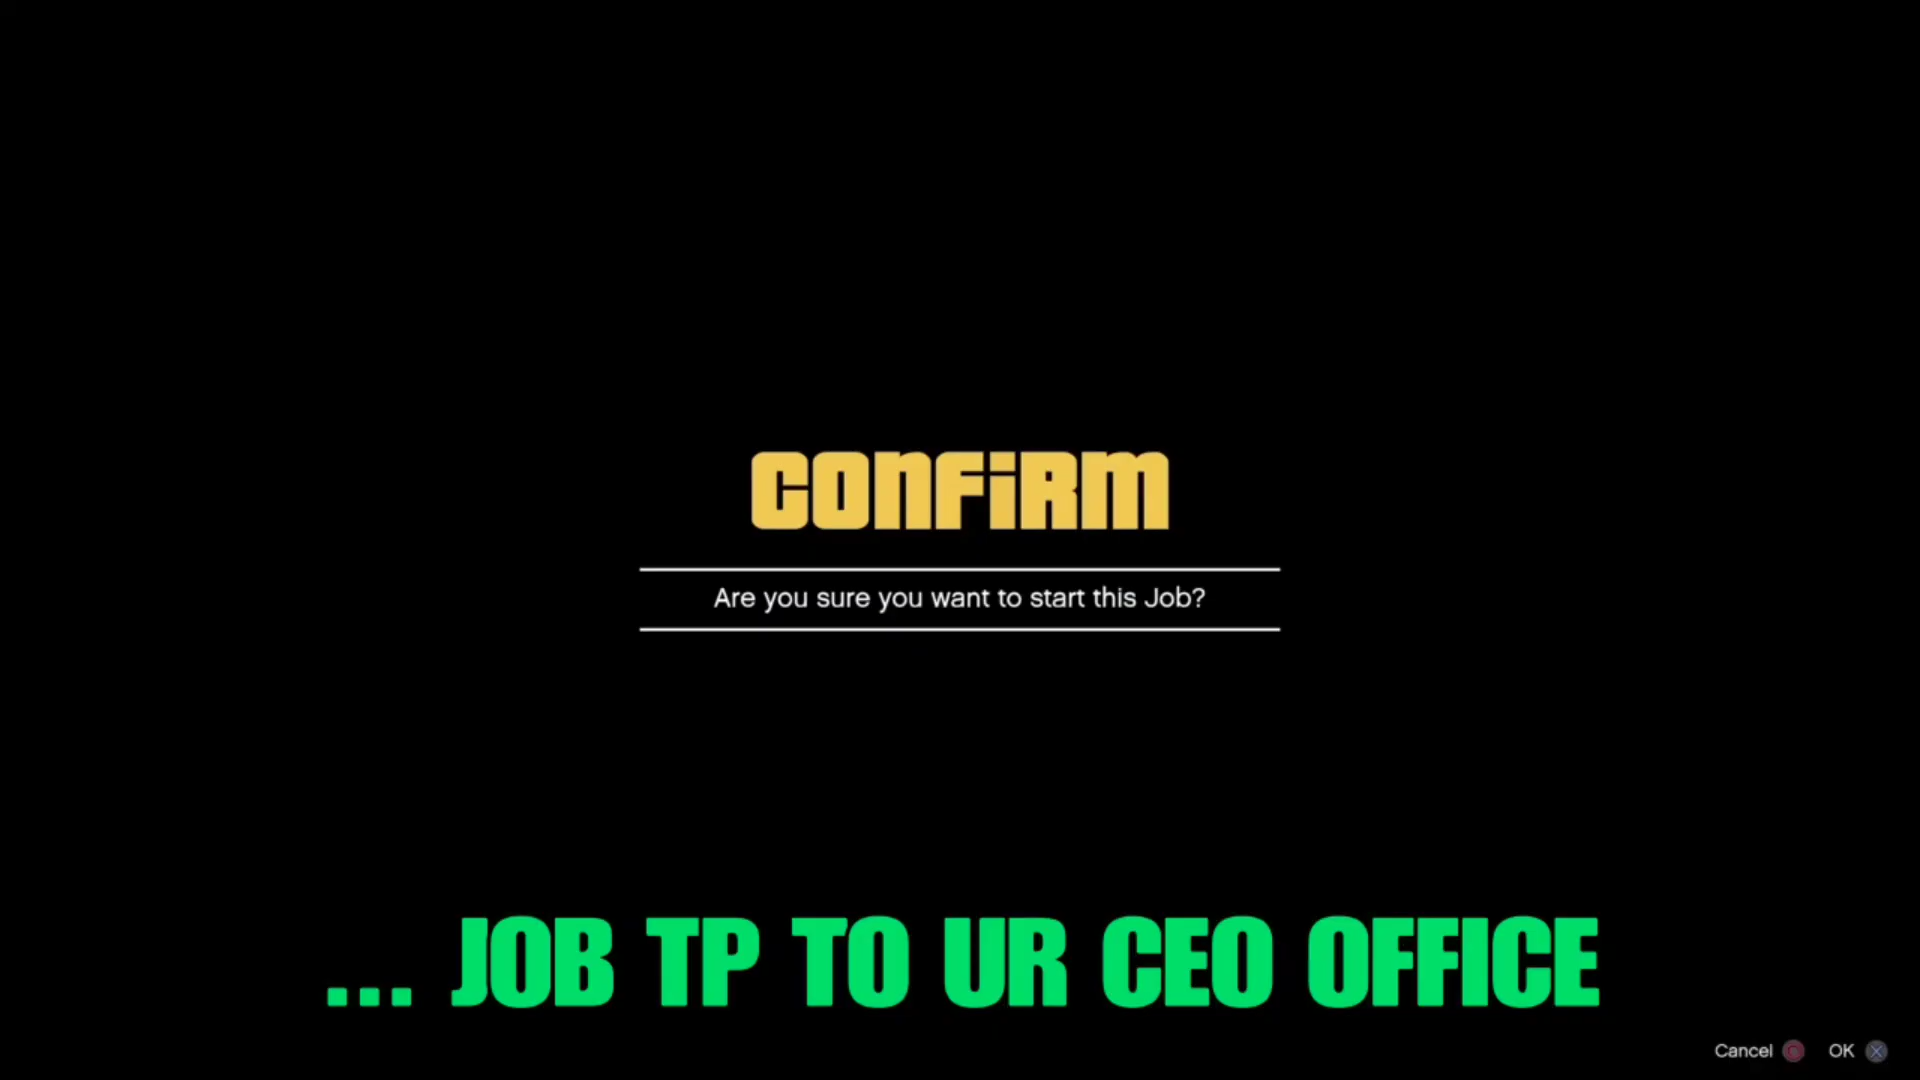 CONFIRM
Are you sure you want to start this Job?
... JOB TP TO UR CEO OFFICE
Cancel OK